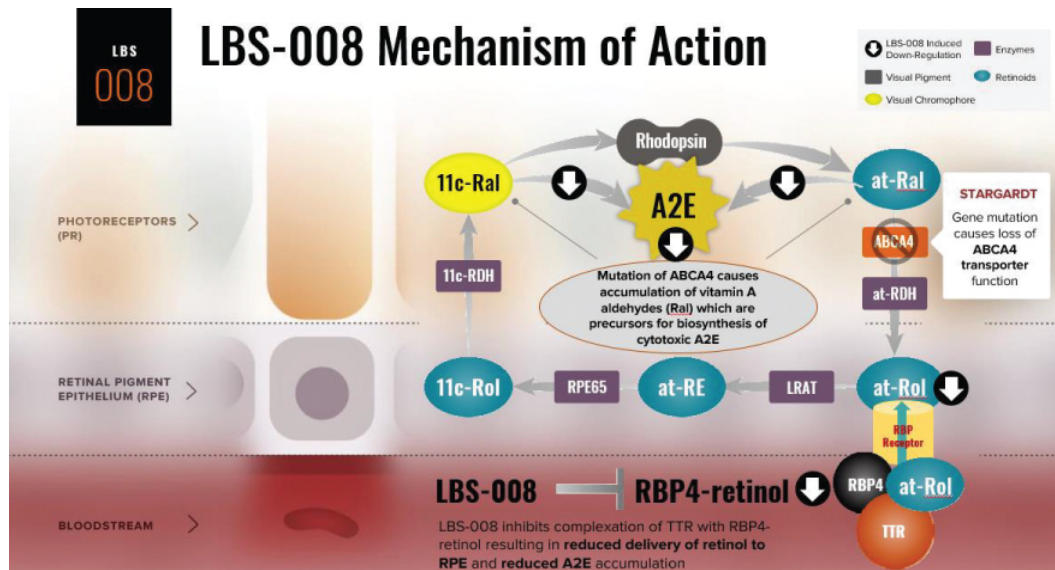 LBS
008
LBS-008 Mechanism of Action
LBS-008 Induced
Down-Regulation
Enzymes
Visual Pigment
Retinoids
Visual Chromophore
PHOTORECEPTORS
(PR)
11c-Ral
Rhodopsin
A2E
at-Ral
STARGARDT
Gene mutation
causes loss of
ABCA4
transporter
function
ABCA4
11c-RDH
at-RDH
Mutation of ABCA4 causes
accumulation of vitamin A
aldehydes (Ral) which are
precursors for biosynthesis of
cytotoxic A2E
RETINAL PIGMENT
EPITHELIUM (RPE)
11c-Rol
RPE65
at-RE
LRAT
at-Rol
RBP
Receptor
BLOODSTREAM
LBS-008
RBP4-retinol
RBP4
at-Rol
TTR
LBS-008 inhibits complexation of TTR with RBP4-
retinol resulting in reduced delivery of retinol to
RPE and reduced A2E accumulation